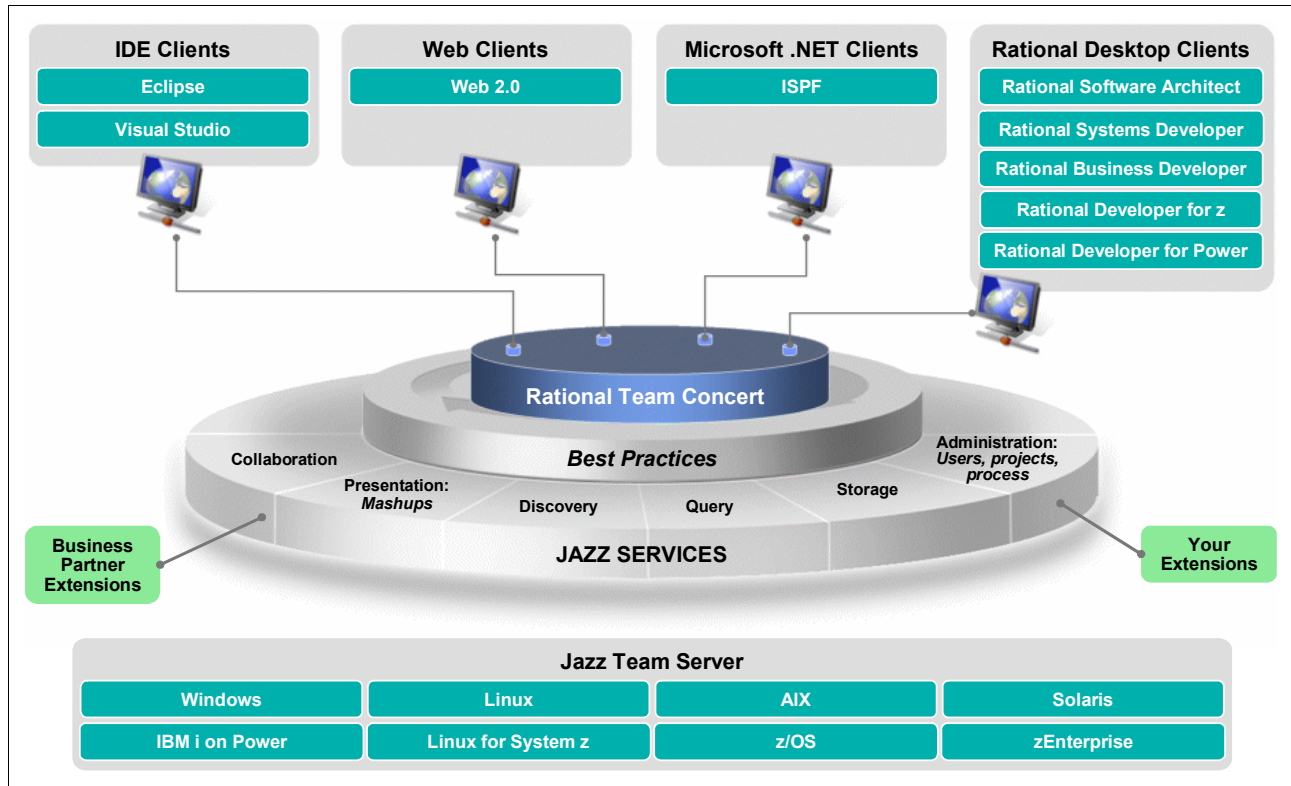 IDE Clients
Eclipse
Visual Studio
Web Clients
Web 2.0
Microsoft .NET Clients
ISPF
Rational Desktop Clients
Rational Software Architect
Rational Systems Developer
Rational Business Developer
Rational Developer for z
Rational Developer for Power
Rational Team Concert
Best Practices
Collaboration
Presentation:
Mashups
Discovery
Query
Storage
Administration:
Users, projects,
process
JAZZ SERVICES
Business
Partner
Extensions
Your
Extensions
Jazz Team Server
Windows
Linux
AIX
Solaris
IBM i on Power
Linux for System z
z/OS
zEnterprise